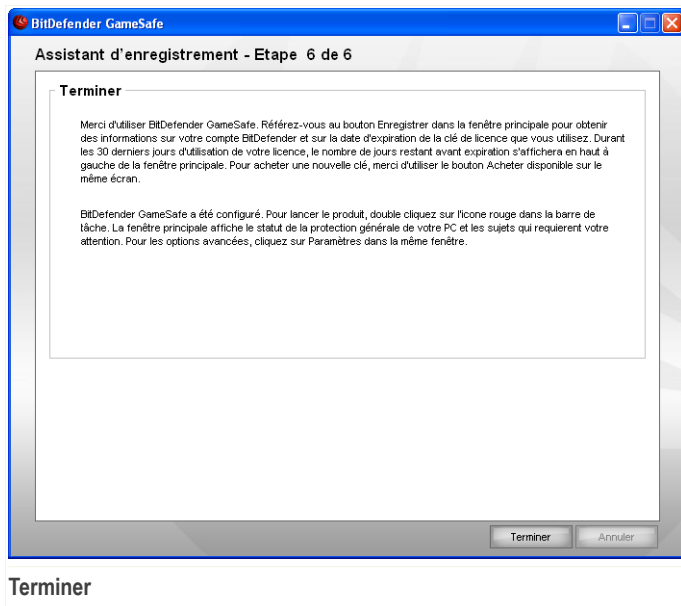 BitDefender GameSafe
Assistant d'enregistrement - Etape 6 de 6
Terminer
Merci d'utiliser BitDefender GameSafe. Référez-vous au bouton Enregistrer dans la fenêtre principale pour obtenir
des informations sur votre compte BitDefender et sur la date d'expiration de la clé de licence que vous utilisez. Durant
les 30 derniers jours d'utilisation de votre licence, le nombre de jours restant avant expiration s'affichera en haut à
gauche de la fenêtre principale. Pour acheter une nouvelle clé, merci d'utiliser le bouton Acheter disponible sur le
même écran.
BitDefender GameSafe a été configuré. Pour lancer le produit, double cliquez sur l'icone rouge dans la barre de
tâche. La fenêtre principale affiche le statut de la protection générale de votre PC et les sujets qui requierent votre
attention. Pour les options avancées, cliquez sur Paramètres dans la même fenêtre.
Terminer
Annuler
Terminer